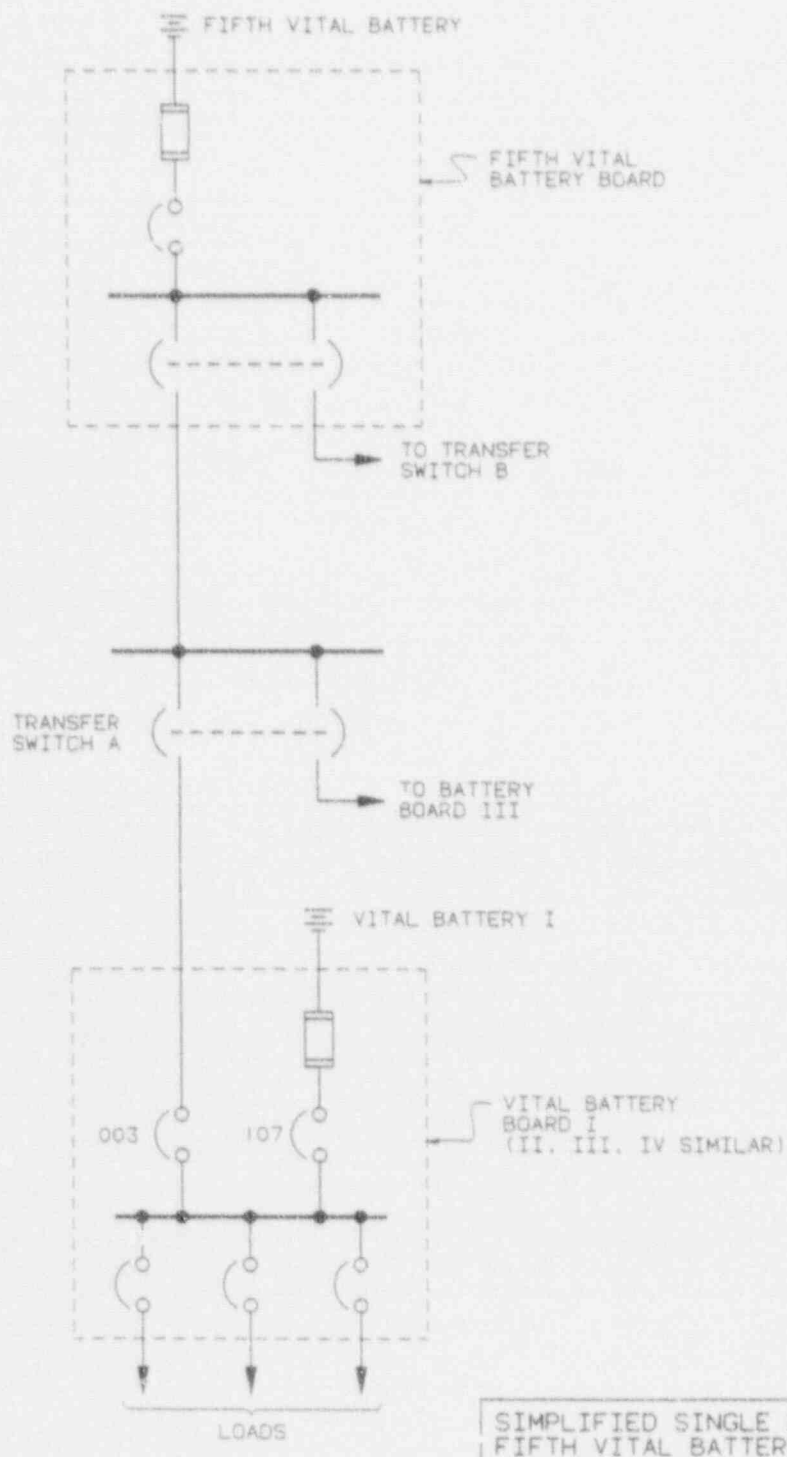 FIFTH VITAL BATTERY
FIFTH VITAL
BATTERY BOARD
TO TRANSFER
SWITCH B
TRANSFER
SWITCH A
TO BATTERY
BOARD III
VITAL BATTERY I
003
107
VITAL BATTERY
BOARD I
(II, III, IV SIMILAR)
LOADS
SIMPLIFIED SINGLE
FIFTH VITAL BATTER